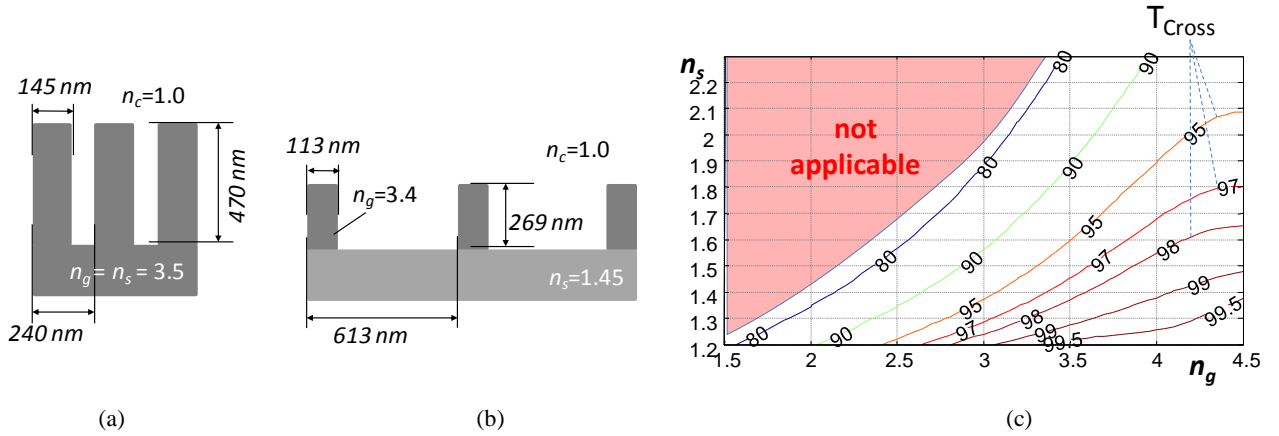 145 nm
n_c=1.0
470 nm
n_g = n_s = 3.5
240 nm
(a)
113 nm
n_c=1.0
n_g=3.4
269 nm
n_s=1.45
613 nm
(b)
T_Cross
n_s
2.2
2.1
2
1.9
1.8
1.7
1.6
1.5
1.4
1.3
1.2
not
applicable
80
90
80
90
95
97
80
90
95
97
98
80
90
95
97
98
99
99.5
99
99.5
1.5
2
2.5
3
3.5
4
4.5
n_g
(c)